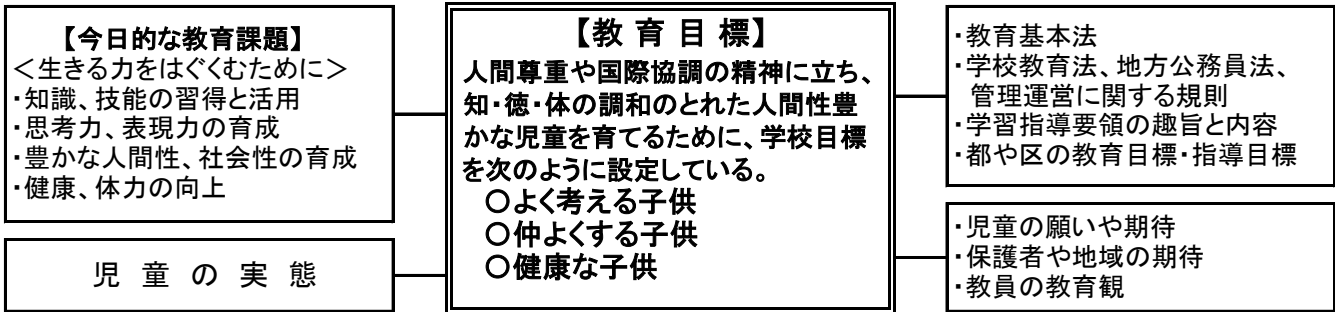 【今日的な教育課題】
＜生きる力をはぐくむために＞
・知識、技能の習得と活用
・思考力、表現力の育成
・豊かな人間性、社会性の育成
・健康、体力の向上
児童の実態
【教育目標】
人間尊重や国際協調の精神に立ち、
知・徳・体の調和のとれた人間性豊
かな児童を育てるために、学校目標
を次のように設定している。
○よく考える子供
○仲よくする子供
○健康な子供
・教育基本法
・学校教育法、地方公務員法、
管理運営に関する規則
・学習指導要領の趣旨と内容
・都や区の教育目標・指導目標
・児童の願いや期待
・保護者や地域の期待
・教員の教育観